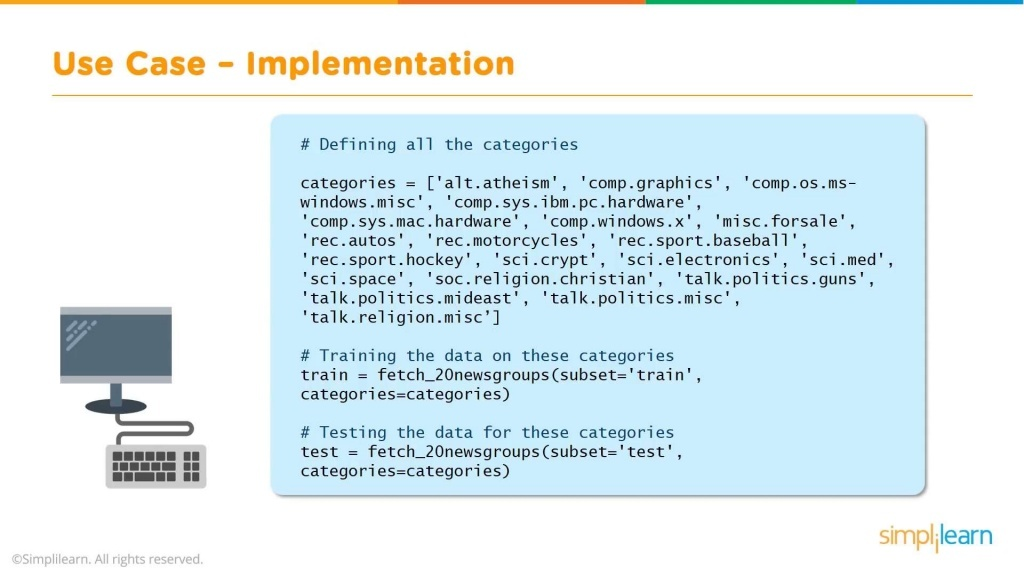 Use Case – Implementation
# Defining all the categories
categories = ['alt.atheism', 'comp.graphics', 'comp.os.ms-
windows.misc', 'comp.sys.ibm.pc.hardware',
'comp.sys.mac.hardware', 'comp.windows.x', 'misc.forsale',
'rec.autos', 'rec.motorcycles', 'rec.sport.baseball',
'rec.sport.hockey', 'sci.crypt', 'sci.electronics', 'sci.med',
'sci.space', 'soc.religion.christian', 'talk.politics.guns',
'talk.politics.mideast', 'talk.politics.misc',
'talk.religion.misc’]
# Training the data on these categories
train = fetch_20newsgroups(subset='train',
categories=categories)
# Testing the data for these categories
test = fetch_20newsgroups(subset='test',
categories=categories)
simplilearn
©Simplilearn. All rights reserved.